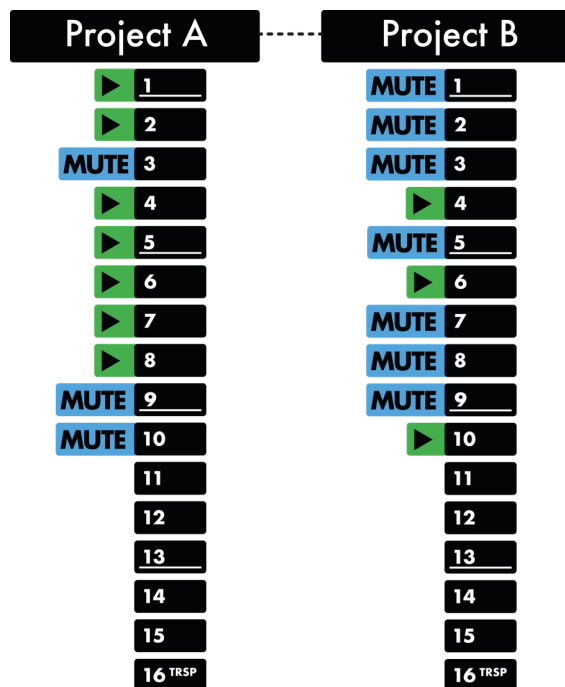 Project A Project B
1 MUTE 1
2 MUTE 2
MUTE 3 MUTE 3
4 4
5 MUTE 5
6 6
7 MUTE 7
8 MUTE 8
MUTE 9 MUTE 9
MUTE 10 10
11 11
12 12
13 13
14 14
15 15
16 TRSP 16 TRSP